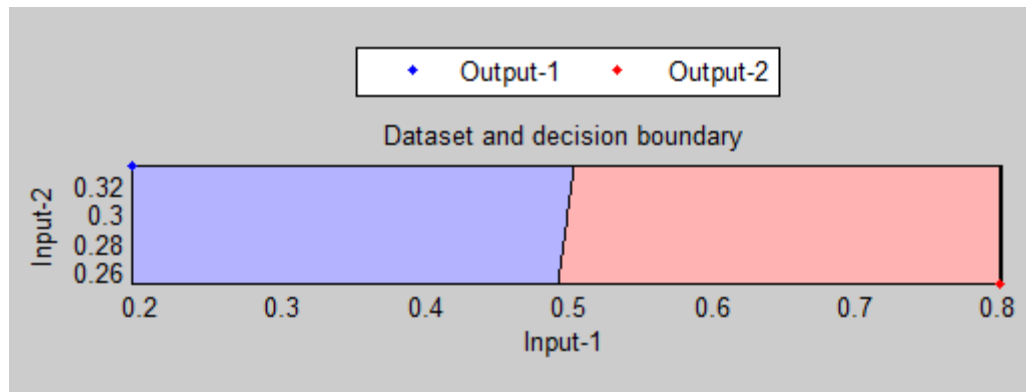 Output-1 Output-2
Dataset and decision boundary
Input-2
0.32
0.3
0.28
0.26
0.2 0.3 0.4 0.5 0.6 0.7 0.8
Input-1